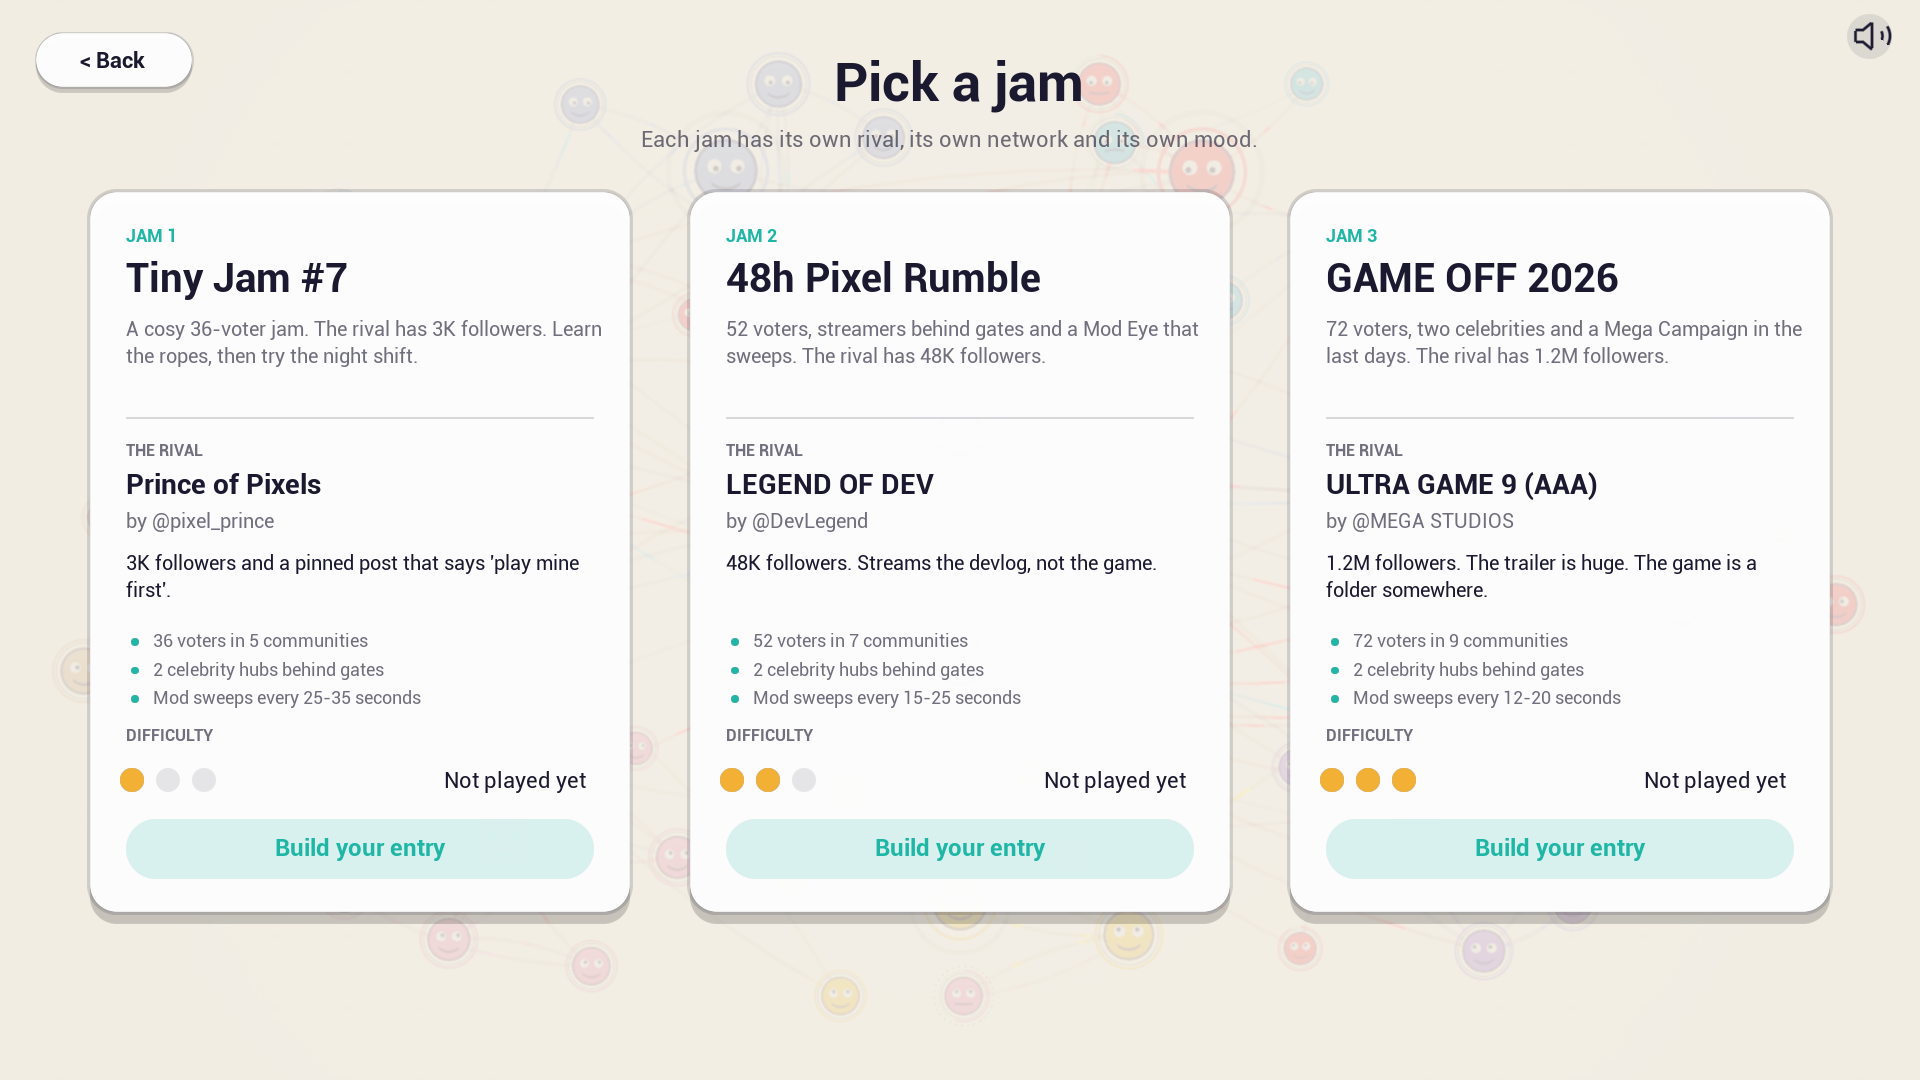 < Back
Pick a jam
Each jam has its own rival, its own network and its own mood.
JAM 1
Tiny Jam #7
A cosy 36-voter jam. The rival has 3K followers. Learn
the ropes, then try the night shift.
THE RIVAL
Prince of Pixels
by @pixel_prince
3K followers and a pinned post that says 'play mine
first'.
36 voters in 5 communities
2 celebrity hubs behind gates
Mod sweeps every 25-35 seconds
DIFFICULTY
Not played yet
Build your entry
JAM 2
48h Pixel Rumble
52 voters, streamers behind gates and a Mod Eye that
sweeps. The rival has 48K followers.
THE RIVAL
LEGEND OF DEV
by @DevLegend
48K followers. Streams the devlog, not the game.
52 voters in 7 communities
2 celebrity hubs behind gates
Mod sweeps every 15-25 seconds
DIFFICULTY
Not played yet
Build your entry
JAM 3
GAME OFF 2026
72 voters, two celebrities and a Mega Campaign in the
last days. The rival has 1.2M followers.
THE RIVAL
ULTRA GAME 9 (AAA)
by @MEGA STUDIOS
1.2M followers. The trailer is huge. The game is a
folder somewhere.
72 voters in 9 communities
2 celebrity hubs behind gates
Mod sweeps every 12-20 seconds
DIFFICULTY
Not played yet
Build your entry